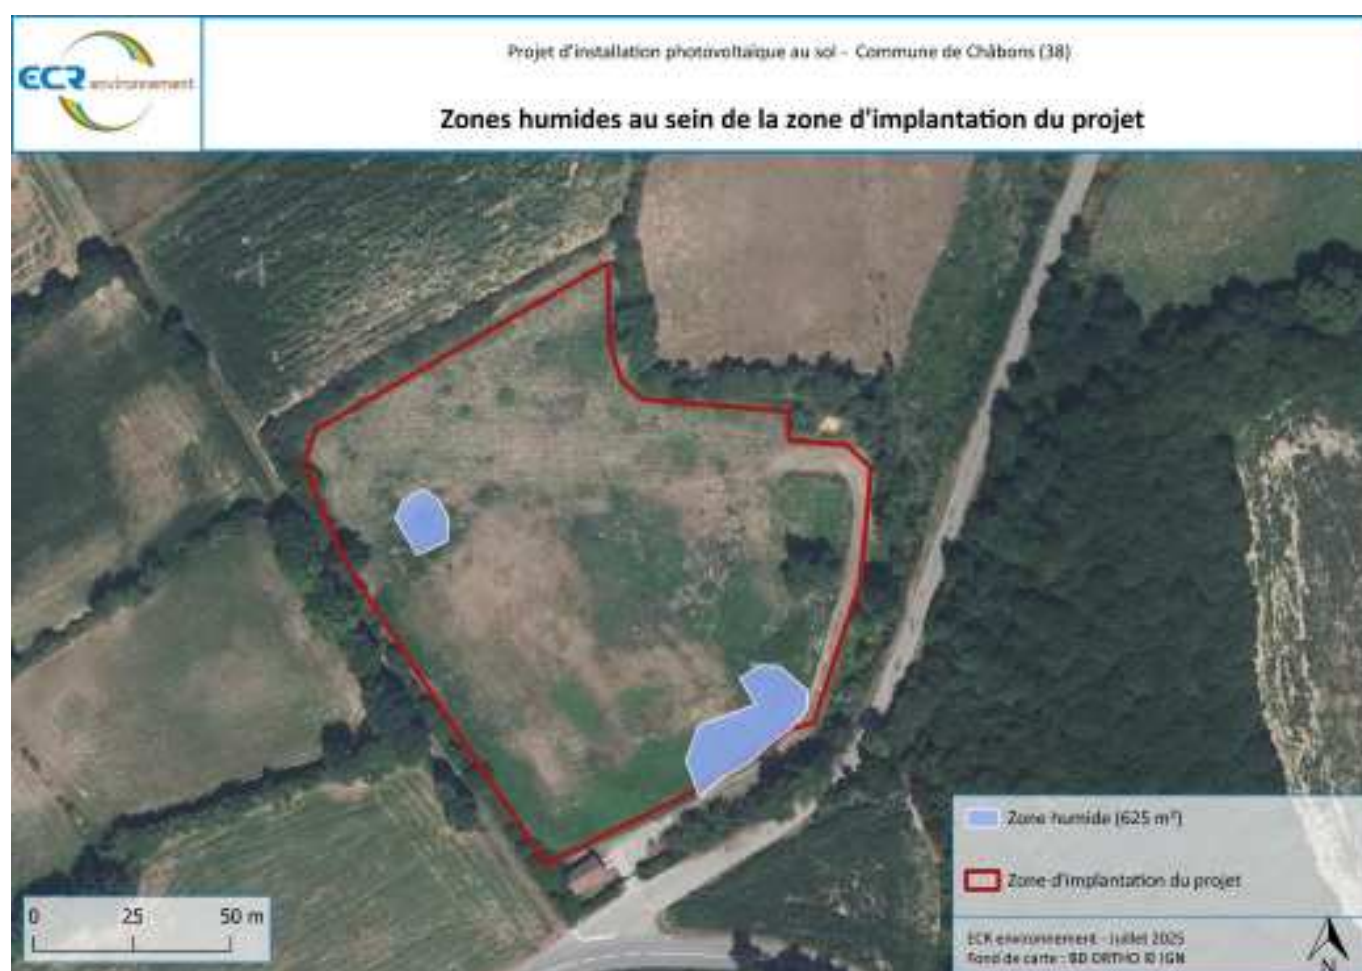 Projet d'installation photovoltaïque au sol - Commune de Châbons (38)
ECR environnement
Zones humides au sein de la zone d'implantation du projet
Zone humide (625 m²)
Zone d'implantation du projet
0 25 50 m
ECR environnement - Juillet 2025
Fond de carte : BD ORTHO ® IGN
N